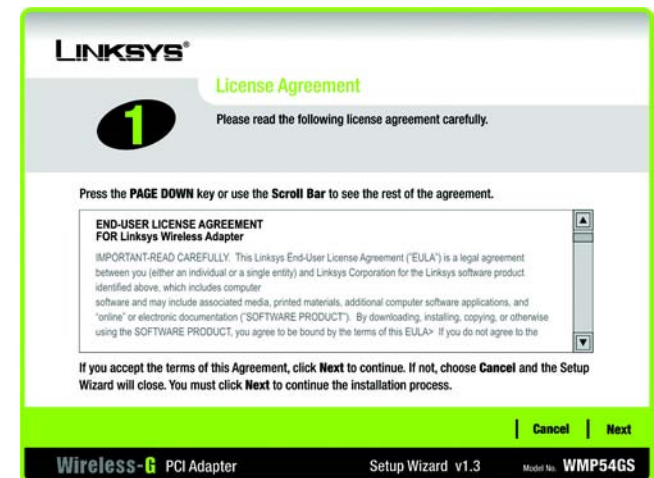 LINKSYS®
License Agreement
1
Please read the following license agreement carefully.
Press the PAGE DOWN key or use the Scroll Bar to see the rest of the agreement.
END-USER LICENSE AGREEMENT
FOR Linksys Wireless Adapter
IMPORTANT-READ CAREFULLY. This Linksys End-User License Agreement ("EULA") is a legal agreement
between you (either an individual or a single entity) and Linksys Corporation for the Linksys software product
identified above, which includes computer
software and may include associated media, printed materials, additional computer software applications, and
"online" or electronic documentation ("SOFTWARE PRODUCT"). By downloading, installing, copying, or otherwise
using the SOFTWARE PRODUCT, you agree to be bound by the terms of this EULA> If you do not agree to the
If you accept the terms of this Agreement, click Next to continue. If not, choose Cancel and the Setup
Wizard will close. You must click Next to continue the installation process.
Cancel Next
Wireless-G PCI Adapter Setup Wizard v1.3 Model No. WMP54GS